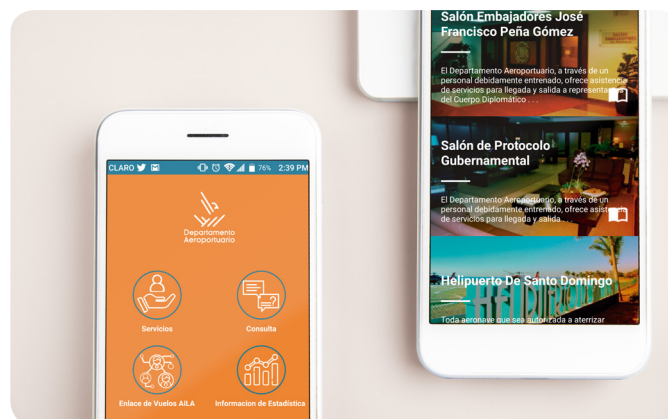 CLARO
76% 2:39 PM
Departamento
Aeroportuario
Servicios
Consulta
Enlace de Vuelos AILA
Informacion de Estadística
Salón Embajadores José
Francisco Peña Gómez
El Departamento Aeroportuario, a través de un
personal debidamente entrenado, ofrece asistencia
de servicios para llegada y salida a representantes
del Cuerpo Diplomático . . .
Salón de Protocolo
Gubernamental
El Departamento Aeroportuario, a través de un
personal debidamente entrenado, ofrece asistencia
de servicios para llegada y salida . . .
Helipuerto De Santo Domingo
Toda aeronave que sea autorizada a aterrizar